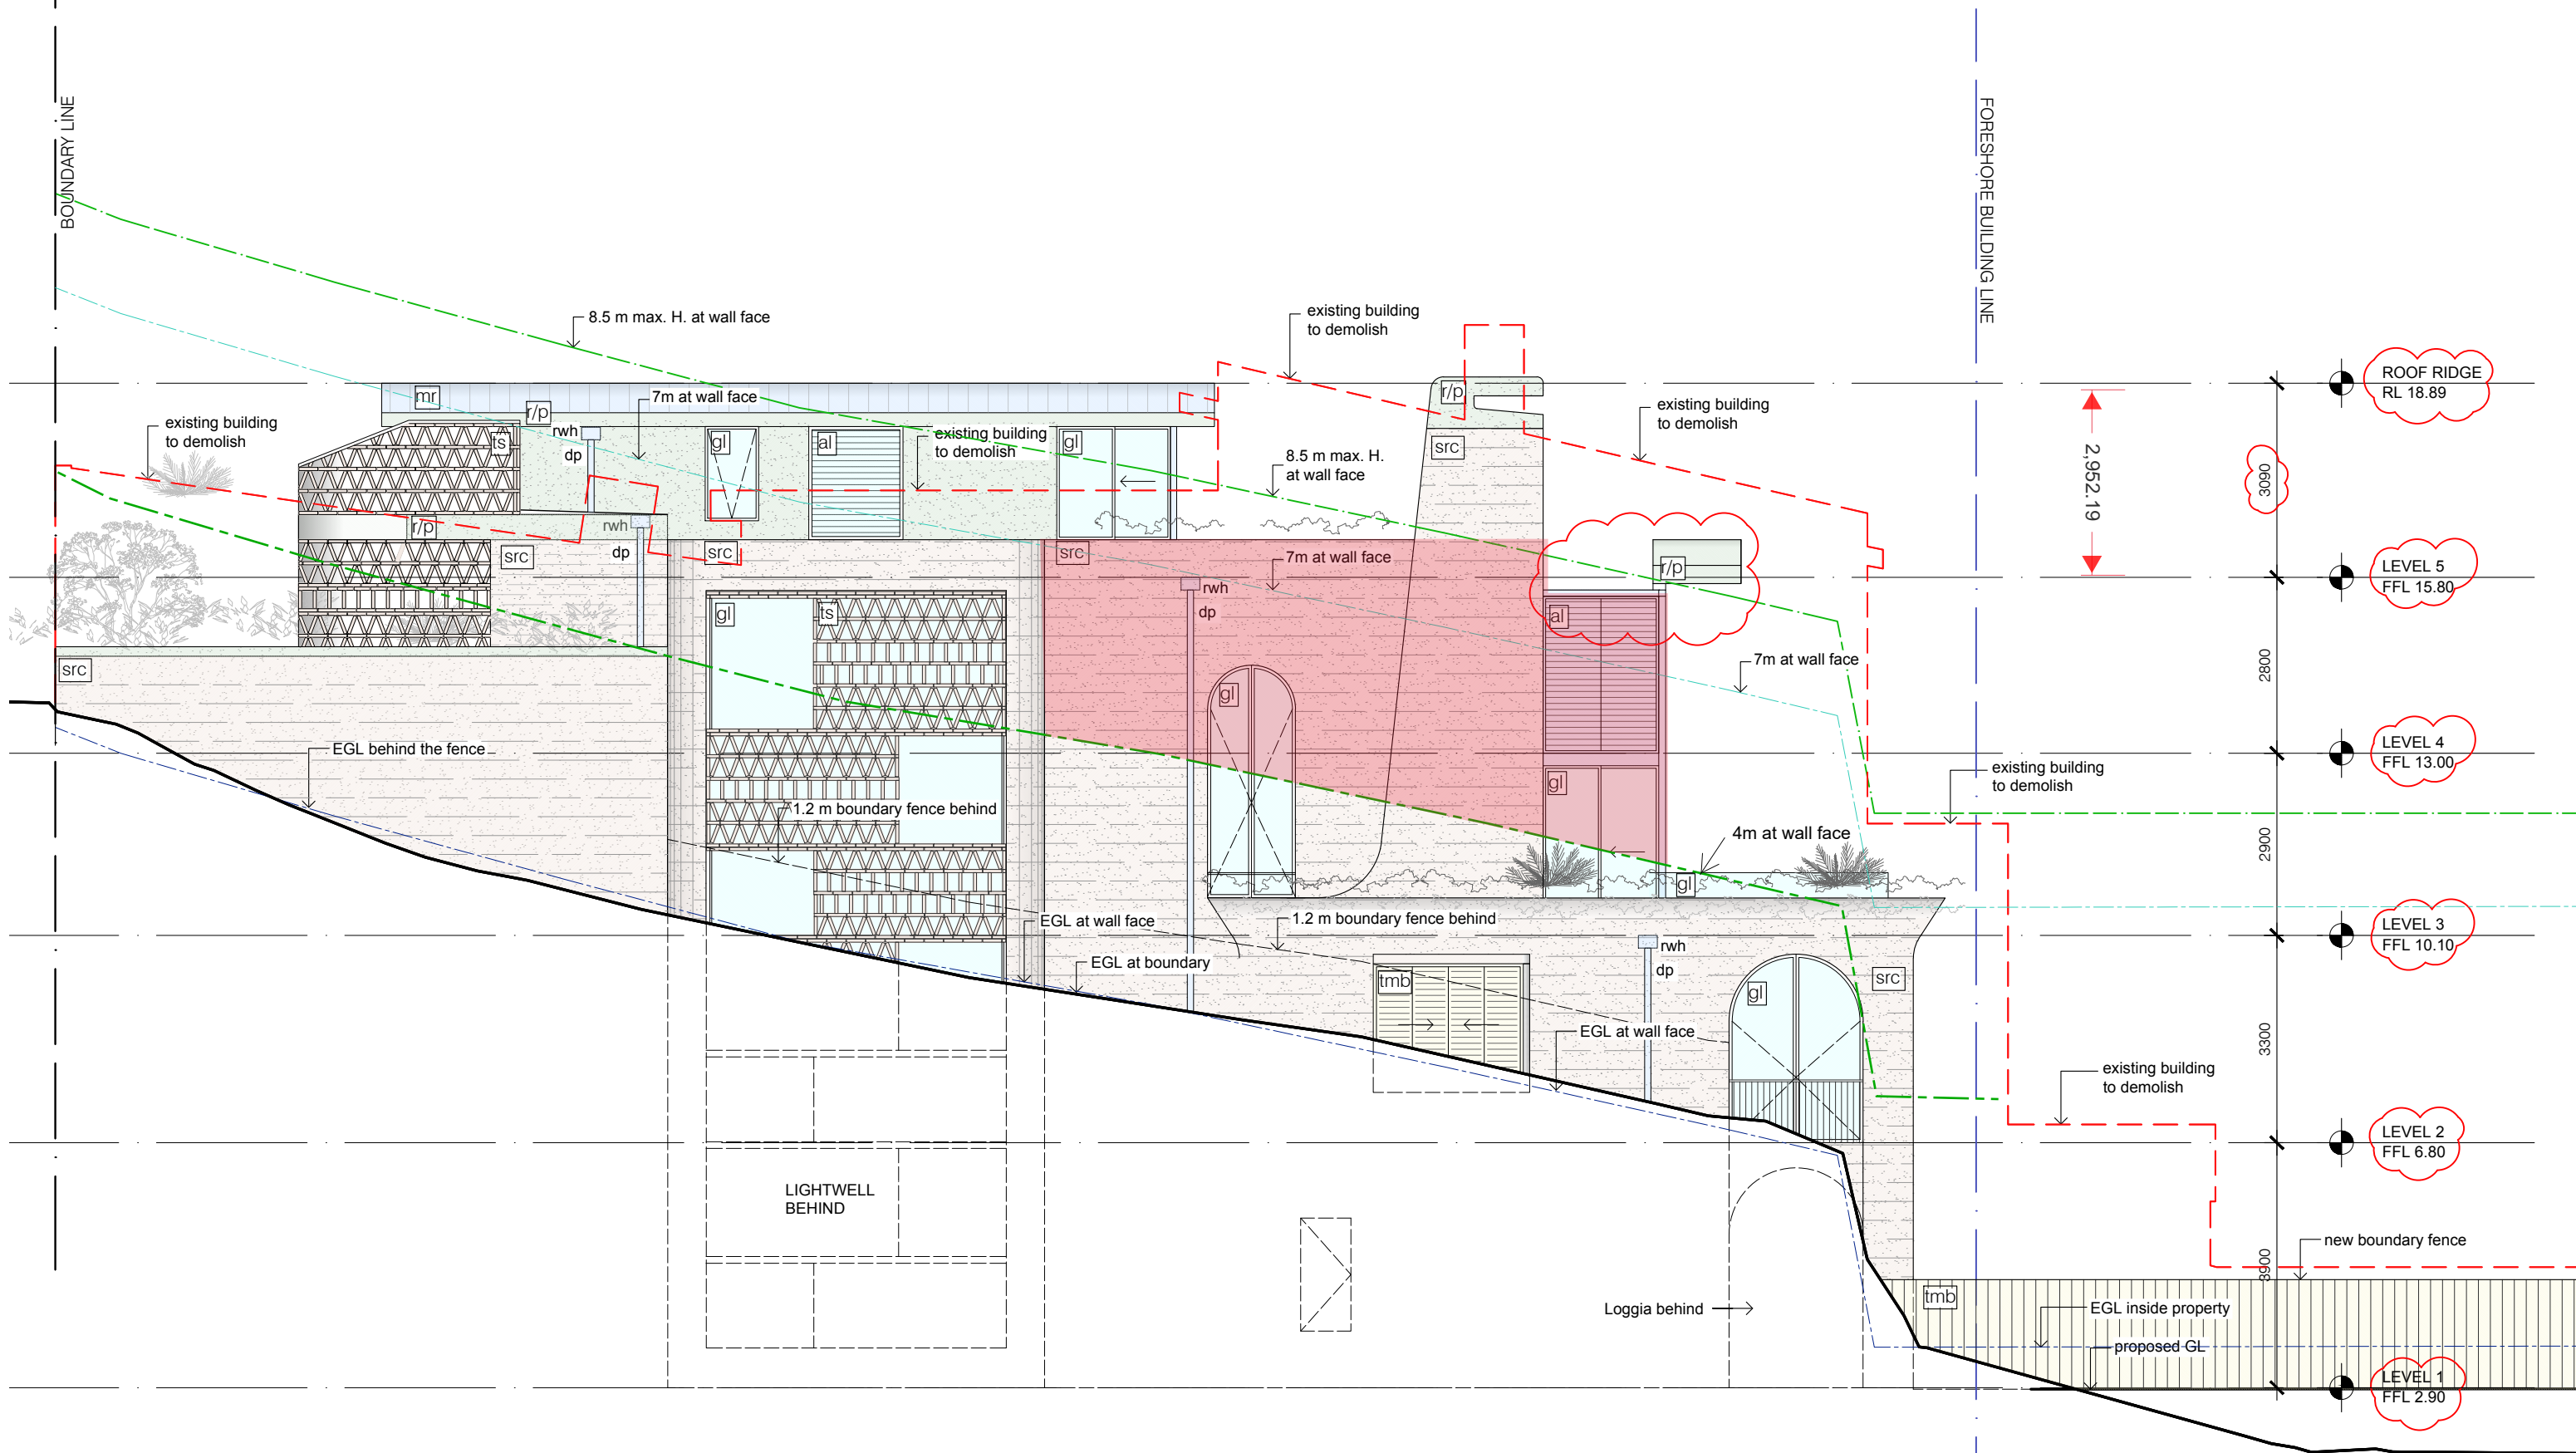 BOUNDARY LINE
FORESHORE BUILDING LINE
8.5 m max. H. at wall face
existing building
to demolish
ROOF RIDGE
RL 18.89
mr
r/p
7m at wall face
r/p
existing building
to demolish
existing building
to demolish
ts
rwh
dp
gl
al
existing building
to demolish
gl
src
8.5 m max. H.
at wall face
2,952.19
3090
r/p
rwh
dp
src
src
src
7m at wall face
r/p
LEVEL 5
FFL 15.80
rwh
dp
gl
ts
al
src
gl
7m at wall face
2800
EGL behind the fence
LEVEL 4
FFL 13.00
existing building
to demolish
gl
1.2 m boundary fence behind
4m at wall face
2900
gl
EGL at wall face
1.2 m boundary fence behind
LEVEL 3
FFL 10.10
EGL at boundary
rwh
dp
tmb
gl
src
EGL at wall face
3300
existing building
to demolish
LEVEL 2
FFL 6.80
LIGHTWELL
BEHIND
new boundary fence
3900
tmb
Loggia behind
EGL inside property
proposed GL
LEVEL 1
FFL 2.90